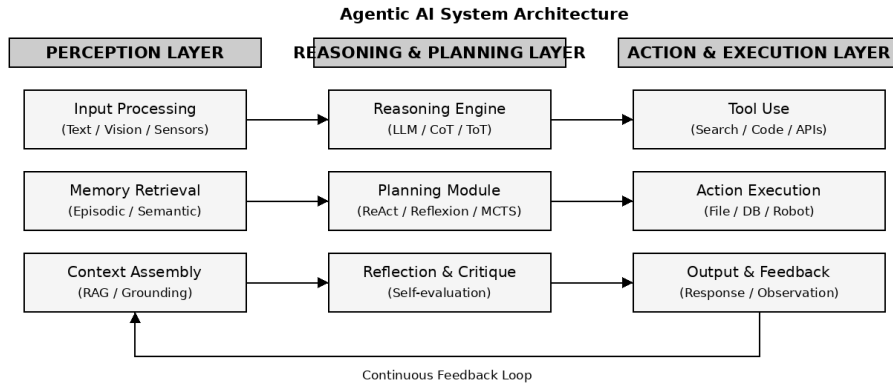 Agentic AI System Architecture
PERCEPTION LAYER
REASONING & PLANNING LAYER
ACTION & EXECUTION LAYER
Input Processing
(Text / Vision / Sensors)
Reasoning Engine
(LLM / CoT / ToT)
Tool Use
(Search / Code / APIs)
Memory Retrieval
(Episodic / Semantic)
Planning Module
(ReAct / Reflexion / MCTS)
Action Execution
(File / DB / Robot)
Context Assembly
(RAG / Grounding)
Reflection & Critique
(Self-evaluation)
Output & Feedback
(Response / Observation)
Continuous Feedback Loop